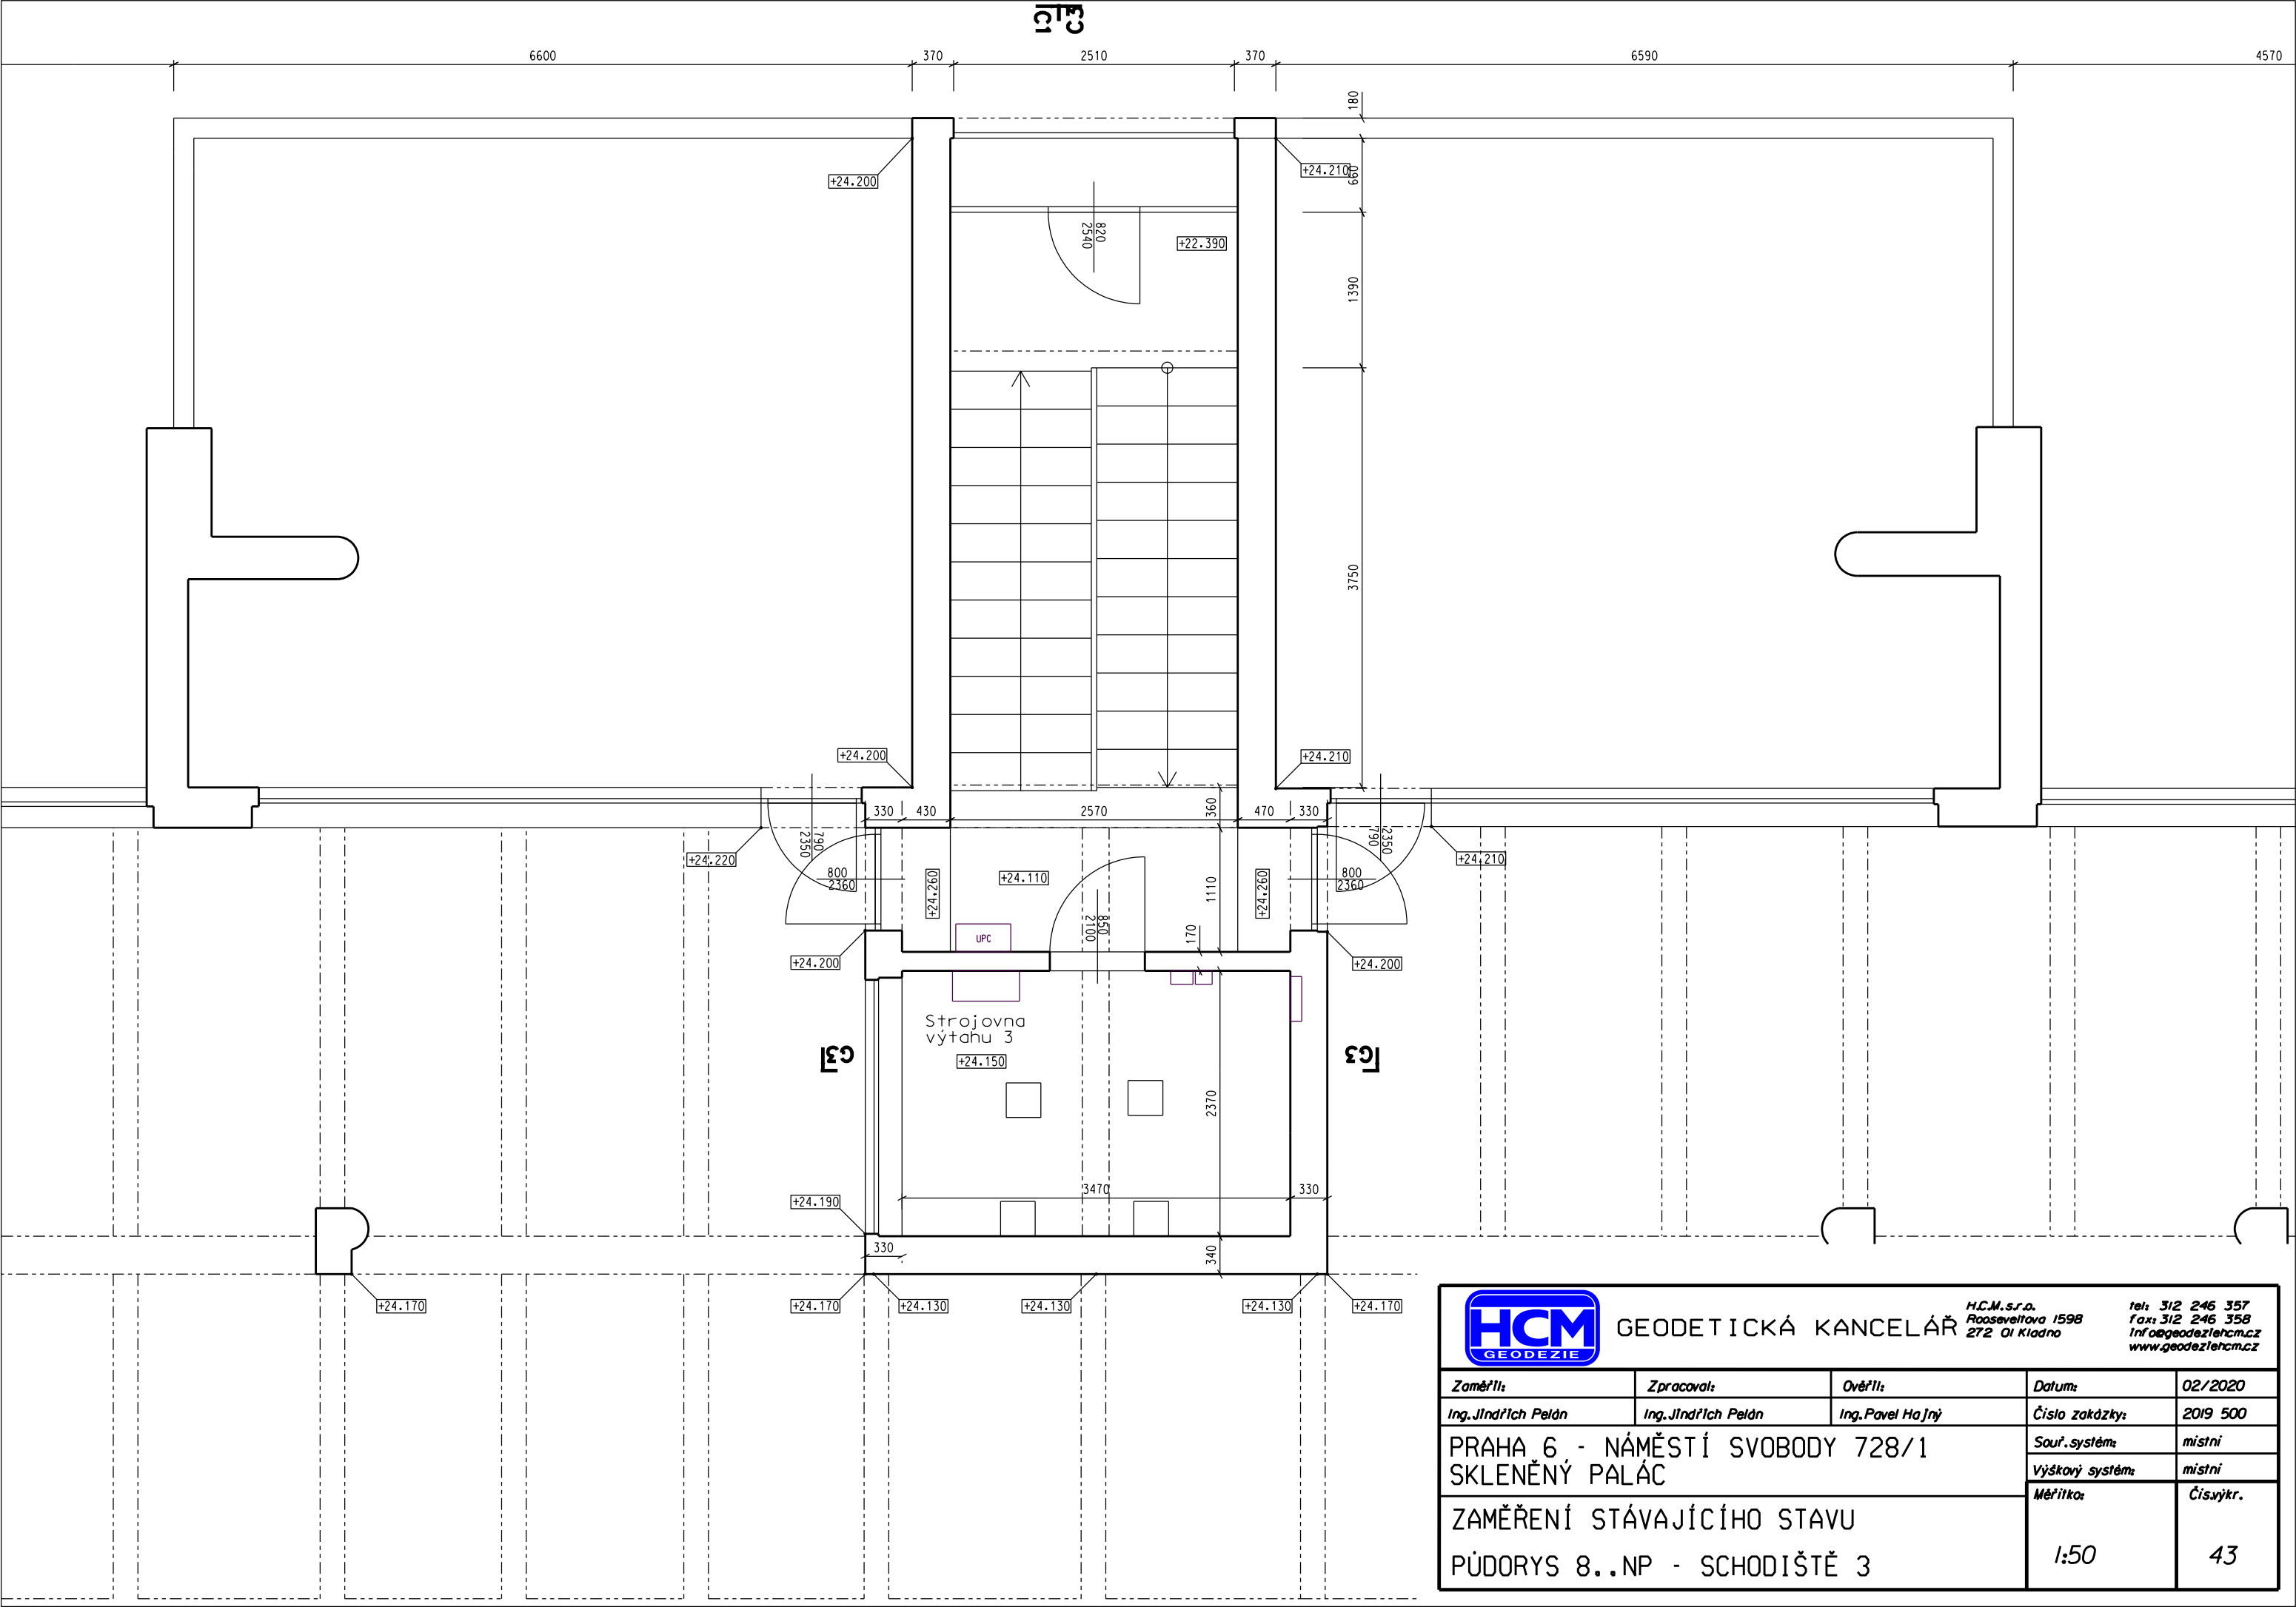 C1
G3
6600
370
2510
370
6590
4570
180
+24.200
+24.210
660
820
2540
+22.390
1390
3750
+24.200
+24.210
330
430
2570
470
330
360
790
2350
2350
790
+24.220
+24.210
800
2360
+24.260
+24.110
1110
+24.260
800
2360
850
2100
170
UPC
+24.200
+24.200
Strojovna
výtahu 3
+24.150
G3
G3
2370
3470
330
+24.190
330
340
+24.170
+24.170
+24.130
+24.130
+24.130
+24.170
HCM
GEODEZIE
GEODETICKÁ KANCELÁŘ
H.C.M. s.r.o.
Rooseveltova 1598
272 01 Kladno
tel: 312 246 357
fax: 312 246 358
info@geodeziehcm.cz
www.geodeziehcm.cz
Zaměřil: Zpracoval: Ověřil: Datum: 02/2020
Ing.Jindřich Pelán Ing.Jindřich Pelán Ing.Pavel Hajný Číslo zakázky: 2019 500
PRAHA 6 - NÁMĚSTÍ SVOBODY 728/1
SKLENĚNÝ PALÁC
Souř.systém: místní
Výškový systém: místní
ZAMĚŘENÍ STÁVAJÍCÍHO STAVU
PŮDORYS 8..NP - SCHODIŠTĚ 3
Měřítko: Čís.výkr.
1:50 43